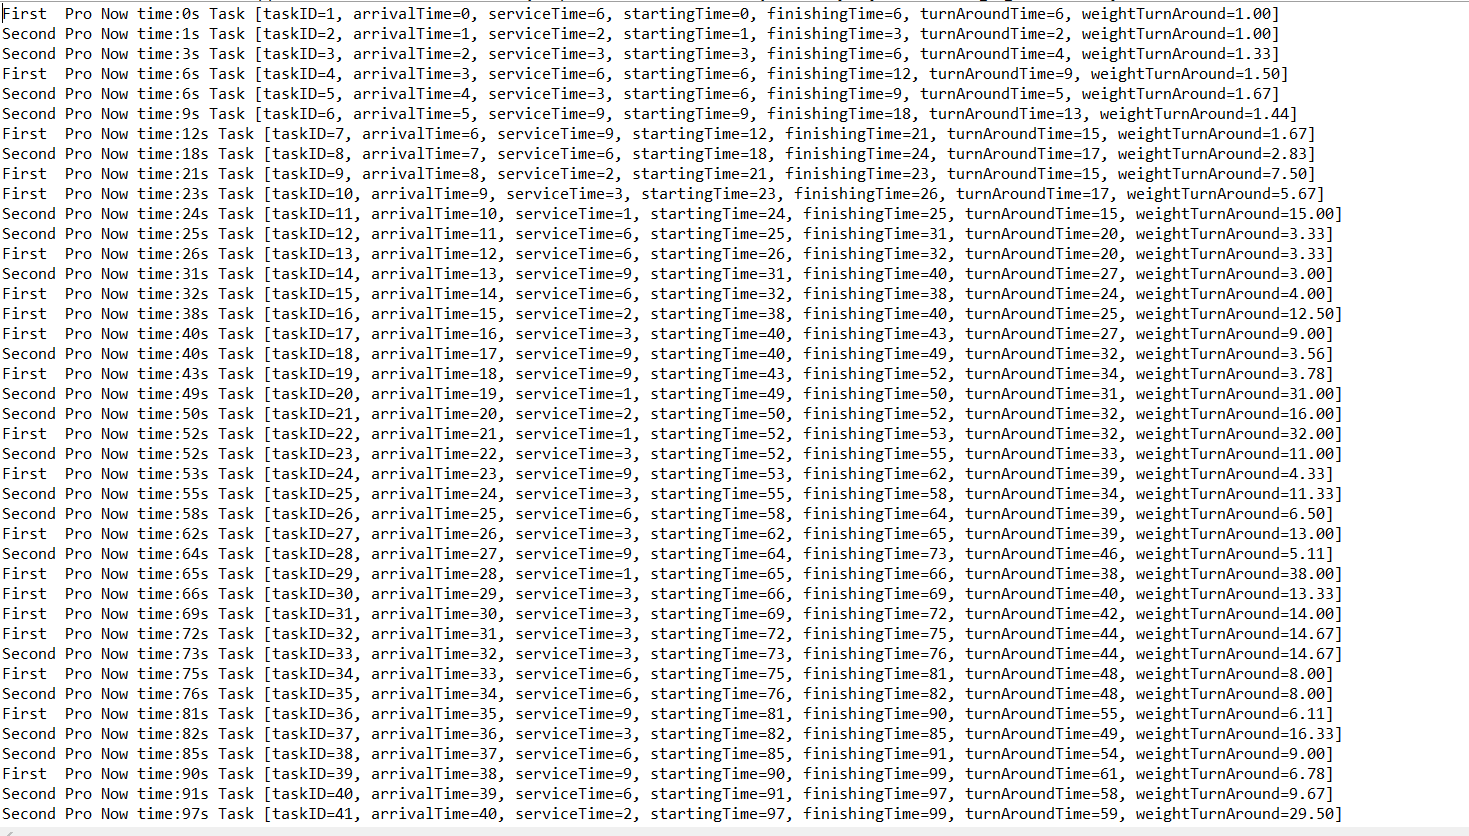 First  Pro Now time:0s Task [taskID=1, arrivalTime=0, serviceTime=6, startingTime=0, finishingTime=6, turnAroundTime=6, weightTurnAround=1.00]
Second Pro Now time:1s Task [taskID=2, arrivalTime=1, serviceTime=2, startingTime=1, finishingTime=3, turnAroundTime=2, weightTurnAround=1.00]
Second Pro Now time:3s Task [taskID=3, arrivalTime=2, serviceTime=3, startingTime=3, finishingTime=6, turnAroundTime=4, weightTurnAround=1.33]
First  Pro Now time:6s Task [taskID=4, arrivalTime=3, serviceTime=6, startingTime=6, finishingTime=12, turnAroundTime=9, weightTurnAround=1.50]
Second Pro Now time:6s Task [taskID=5, arrivalTime=4, serviceTime=3, startingTime=6, finishingTime=9, turnAroundTime=5, weightTurnAround=1.67]
Second Pro Now time:9s Task [taskID=6, arrivalTime=5, serviceTime=9, startingTime=9, finishingTime=18, turnAroundTime=13, weightTurnAround=1.44]
First  Pro Now time:12s Task [taskID=7, arrivalTime=6, serviceTime=9, startingTime=12, finishingTime=21, turnAroundTime=15, weightTurnAround=1.67]
Second Pro Now time:18s Task [taskID=8, arrivalTime=7, serviceTime=6, startingTime=18, finishingTime=24, turnAroundTime=17, weightTurnAround=2.83]
First  Pro Now time:21s Task [taskID=9, arrivalTime=8, serviceTime=2, startingTime=21, finishingTime=23, turnAroundTime=15, weightTurnAround=7.50]
First  Pro Now time:23s Task [taskID=10, arrivalTime=9, serviceTime=3, startingTime=23, finishingTime=26, turnAroundTime=17, weightTurnAround=5.67]
Second Pro Now time:24s Task [taskID=11, arrivalTime=10, serviceTime=1, startingTime=24, finishingTime=25, turnAroundTime=15, weightTurnAround=15.00]
Second Pro Now time:25s Task [taskID=12, arrivalTime=11, serviceTime=6, startingTime=25, finishingTime=31, turnAroundTime=20, weightTurnAround=3.33]
First  Pro Now time:26s Task [taskID=13, arrivalTime=12, serviceTime=6, startingTime=26, finishingTime=32, turnAroundTime=20, weightTurnAround=3.33]
Second Pro Now time:31s Task [taskID=14, arrivalTime=13, serviceTime=9, startingTime=31, finishingTime=40, turnAroundTime=27, weightTurnAround=3.00]
First  Pro Now time:32s Task [taskID=15, arrivalTime=14, serviceTime=6, startingTime=32, finishingTime=38, turnAroundTime=24, weightTurnAround=4.00]
First  Pro Now time:38s Task [taskID=16, arrivalTime=15, serviceTime=2, startingTime=38, finishingTime=40, turnAroundTime=25, weightTurnAround=12.50]
First  Pro Now time:40s Task [taskID=17, arrivalTime=16, serviceTime=3, startingTime=40, finishingTime=43, turnAroundTime=27, weightTurnAround=9.00]
Second Pro Now time:40s Task [taskID=18, arrivalTime=17, serviceTime=9, startingTime=40, finishingTime=49, turnAroundTime=32, weightTurnAround=3.56]
First  Pro Now time:43s Task [taskID=19, arrivalTime=18, serviceTime=9, startingTime=43, finishingTime=52, turnAroundTime=34, weightTurnAround=3.78]
Second Pro Now time:49s Task [taskID=20, arrivalTime=19, serviceTime=1, startingTime=49, finishingTime=50, turnAroundTime=31, weightTurnAround=31.00]
Second Pro Now time:50s Task [taskID=21, arrivalTime=20, serviceTime=2, startingTime=50, finishingTime=52, turnAroundTime=32, weightTurnAround=16.00]
First  Pro Now time:52s Task [taskID=22, arrivalTime=21, serviceTime=1, startingTime=52, finishingTime=53, turnAroundTime=32, weightTurnAround=32.00]
Second Pro Now time:52s Task [taskID=23, arrivalTime=22, serviceTime=3, startingTime=52, finishingTime=55, turnAroundTime=33, weightTurnAround=11.00]
First  Pro Now time:53s Task [taskID=24, arrivalTime=23, serviceTime=9, startingTime=53, finishingTime=62, turnAroundTime=39, weightTurnAround=4.33]
Second Pro Now time:55s Task [taskID=25, arrivalTime=24, serviceTime=3, startingTime=55, finishingTime=58, turnAroundTime=34, weightTurnAround=11.33]
Second Pro Now time:58s Task [taskID=26, arrivalTime=25, serviceTime=6, startingTime=58, finishingTime=64, turnAroundTime=39, weightTurnAround=6.50]
First  Pro Now time:62s Task [taskID=27, arrivalTime=26, serviceTime=3, startingTime=62, finishingTime=65, turnAroundTime=39, weightTurnAround=13.00]
Second Pro Now time:64s Task [taskID=28, arrivalTime=27, serviceTime=9, startingTime=64, finishingTime=73, turnAroundTime=46, weightTurnAround=5.11]
First  Pro Now time:65s Task [taskID=29, arrivalTime=28, serviceTime=1, startingTime=65, finishingTime=66, turnAroundTime=38, weightTurnAround=38.00]
First  Pro Now time:66s Task [taskID=30, arrivalTime=29, serviceTime=3, startingTime=66, finishingTime=69, turnAroundTime=40, weightTurnAround=13.33]
First  Pro Now time:69s Task [taskID=31, arrivalTime=30, serviceTime=3, startingTime=69, finishingTime=72, turnAroundTime=42, weightTurnAround=14.00]
First  Pro Now time:72s Task [taskID=32, arrivalTime=31, serviceTime=3, startingTime=72, finishingTime=75, turnAroundTime=44, weightTurnAround=14.67]
Second Pro Now time:73s Task [taskID=33, arrivalTime=32, serviceTime=3, startingTime=73, finishingTime=76, turnAroundTime=44, weightTurnAround=14.67]
First  Pro Now time:75s Task [taskID=34, arrivalTime=33, serviceTime=6, startingTime=75, finishingTime=81, turnAroundTime=48, weightTurnAround=8.00]
Second Pro Now time:76s Task [taskID=35, arrivalTime=34, serviceTime=6, startingTime=76, finishingTime=82, turnAroundTime=48, weightTurnAround=8.00]
First  Pro Now time:81s Task [taskID=36, arrivalTime=35, serviceTime=9, startingTime=81, finishingTime=90, turnAroundTime=55, weightTurnAround=6.11]
Second Pro Now time:82s Task [taskID=37, arrivalTime=36, serviceTime=3, startingTime=82, finishingTime=85, turnAroundTime=49, weightTurnAround=16.33]
Second Pro Now time:85s Task [taskID=38, arrivalTime=37, serviceTime=6, startingTime=85, finishingTime=91, turnAroundTime=54, weightTurnAround=9.00]
First  Pro Now time:90s Task [taskID=39, arrivalTime=38, serviceTime=9, startingTime=90, finishingTime=99, turnAroundTime=61, weightTurnAround=6.78]
Second Pro Now time:91s Task [taskID=40, arrivalTime=39, serviceTime=6, startingTime=91, finishingTime=97, turnAroundTime=58, weightTurnAround=9.67]
Second Pro Now time:97s Task [taskID=41, arrivalTime=40, serviceTime=2, startingTime=97, finishingTime=99, turnAroundTime=59, weightTurnAround=29.50]